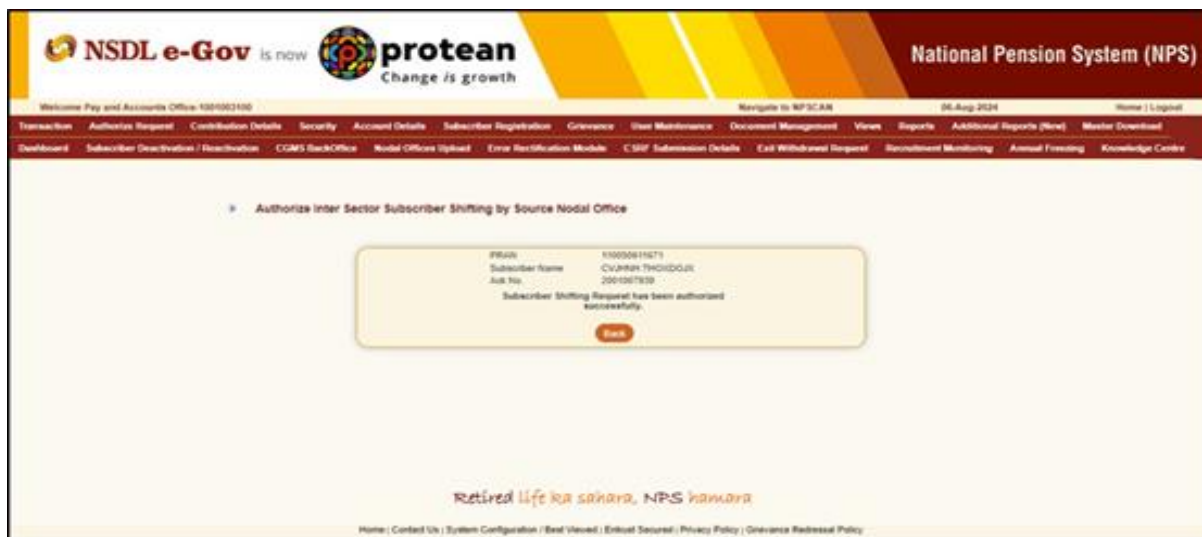 NSDL e-Gov is now protean
Change is growth
National Pension System (NPS)
Welcome Pay and Accounts Office-1001003100 Navigate to NPSCAN 06-Aug-2024 Home | Logout
Transaction Authorize Request Contribution Details Security Account Details Subscriber Registration Grievance User Maintenance Document Management Views Reports Additional Reports (New) Master Download
Dashboard Subscriber Deactivation / Reactivation CGMS BackOffice Nodal Offices Upload Error Rectification Module CSRF Submission Details Exit Withdrawal Request Recruitment Monitoring Annual Freezing Knowledge Centre
Authorize Inter Sector Subscriber Shifting by Source Nodal Office
PRAN
Subscriber Name
Ack No.
Subscriber Shifting Request has been authorized
successfully.
Back
Retired life ka sahara, NPS hamara
Home | Contact Us | System Configuration / Best Viewed | Entrust Secured | Privacy Policy | Grievance Redressal Policy